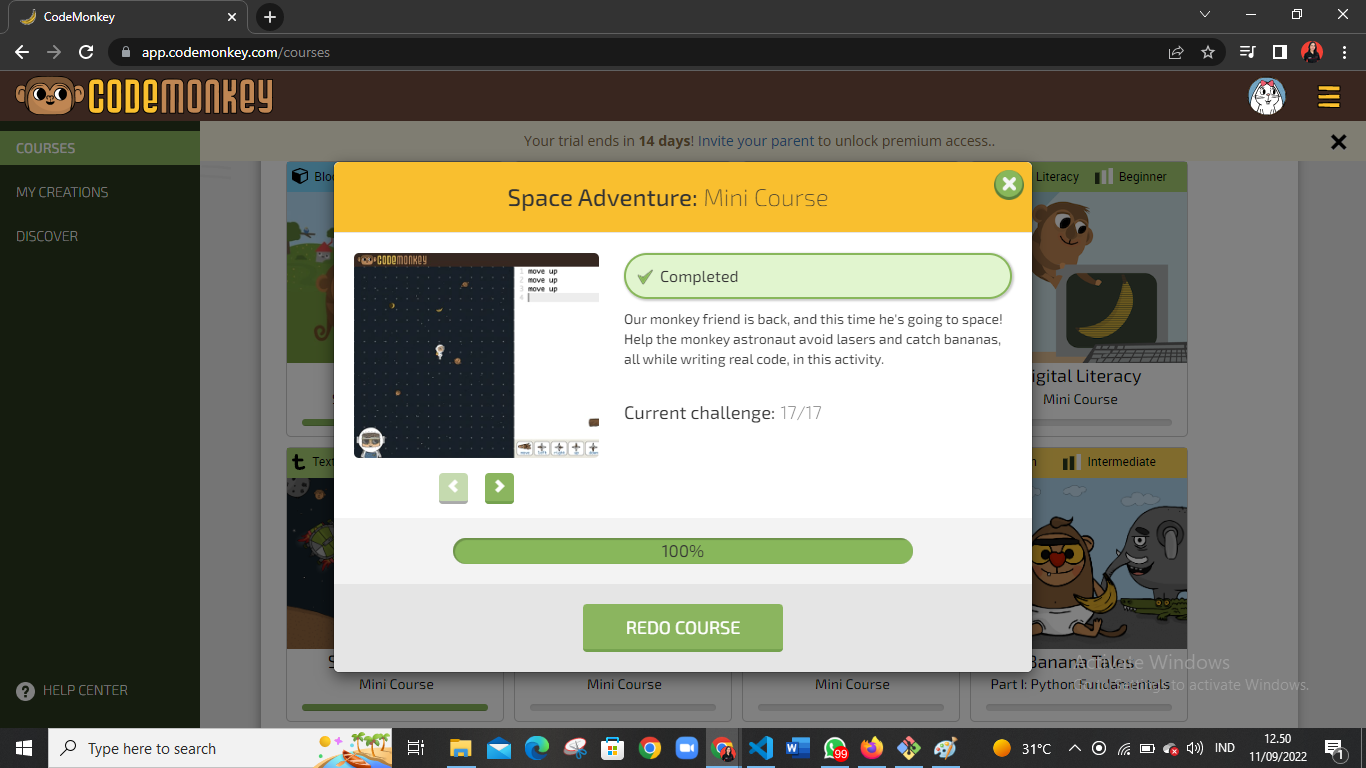 CodeMonkey
app.codemonkey.com/courses
CODEMONKEY
COURSES
MY CREATIONS
DISCOVER
HELP CENTER
Your trial ends in 14 days! Invite your parent to unlock premium access..
Literacy Beginner
Space Adventure: Mini Course
CODEMONKEY
1 move up
2 move up
3 move up
4
Completed
Our monkey friend is back, and this time he's going to space!
Help the monkey astronaut avoid lasers and catch bananas,
all while writing real code, in this activity.
Current challenge: 17/17
100%
REDO COURSE
igital Literacy
Mini Course
Intermediate
Banana Tales
Part I: Python Fundamentals
Mini Course
Mini Course
Mini Course
Activate Windows
Go to Settings to activate Windows.
Type here to search
99
31°C
IND
12.50
11/09/2022
1